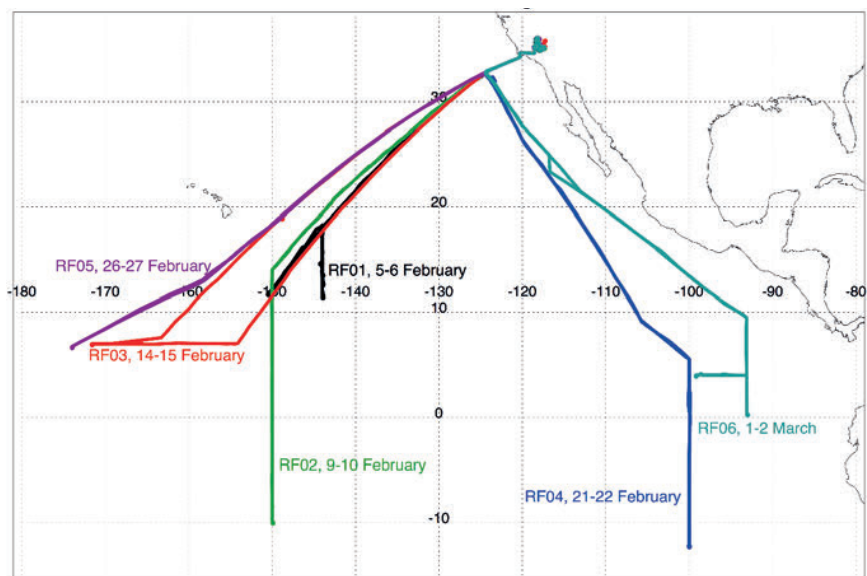 20
RF05, 26-27 February
RF01, 5-6 February
-180 -170 -160 -150 -140 -130 -120 -110 -100 -90 -80
10
RF03, 14-15 February
0
RF06, 1-2 March
RF02, 9-10 February
RF04, 21-22 February
-10